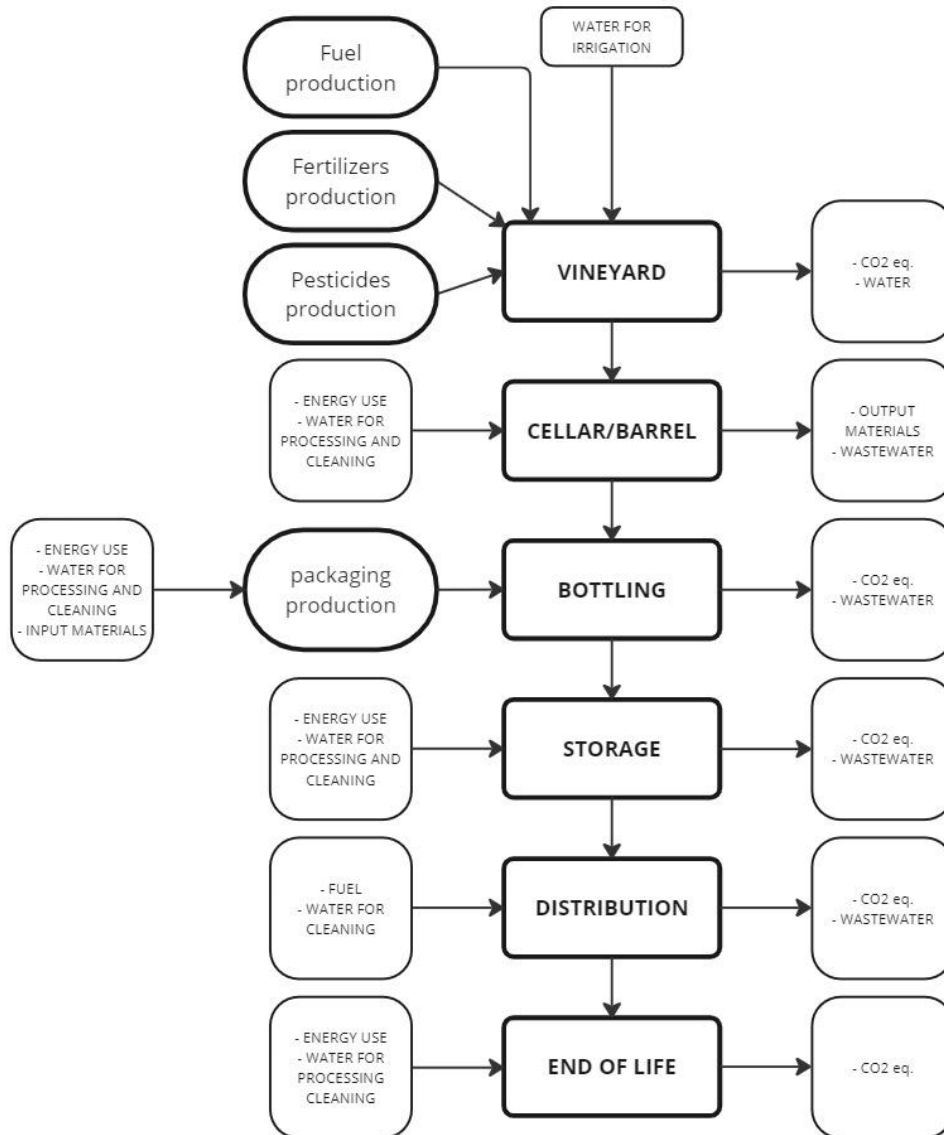 Fuel
production
WATER FOR
IRRIGATION
Fertilizers
production
Pesticides
production
VINEYARD
- CO2 eq.
- WATER
- ENERGY USE
- WATER FOR
PROCESSING AND
CLEANING
CELLAR/BARREL
- OUTPUT
MATERIALS
- WASTEWATER
- ENERGY USE
- WATER FOR
PROCESSING AND
CLEANING
- INPUT MATERIALS
packaging
production
BOTTLING
- CO2 eq.
- WASTEWATER
- ENERGY USE
- WATER FOR
PROCESSING AND
CLEANING
STORAGE
- CO2 eq.
- WASTEWATER
- FUEL
- WATER FOR
CLEANING
DISTRIBUTION
- CO2 eq.
- WASTEWATER
- ENERGY USE
- WATER FOR
PROCESSING
CLEANING
END OF LIFE
- CO2 eq.